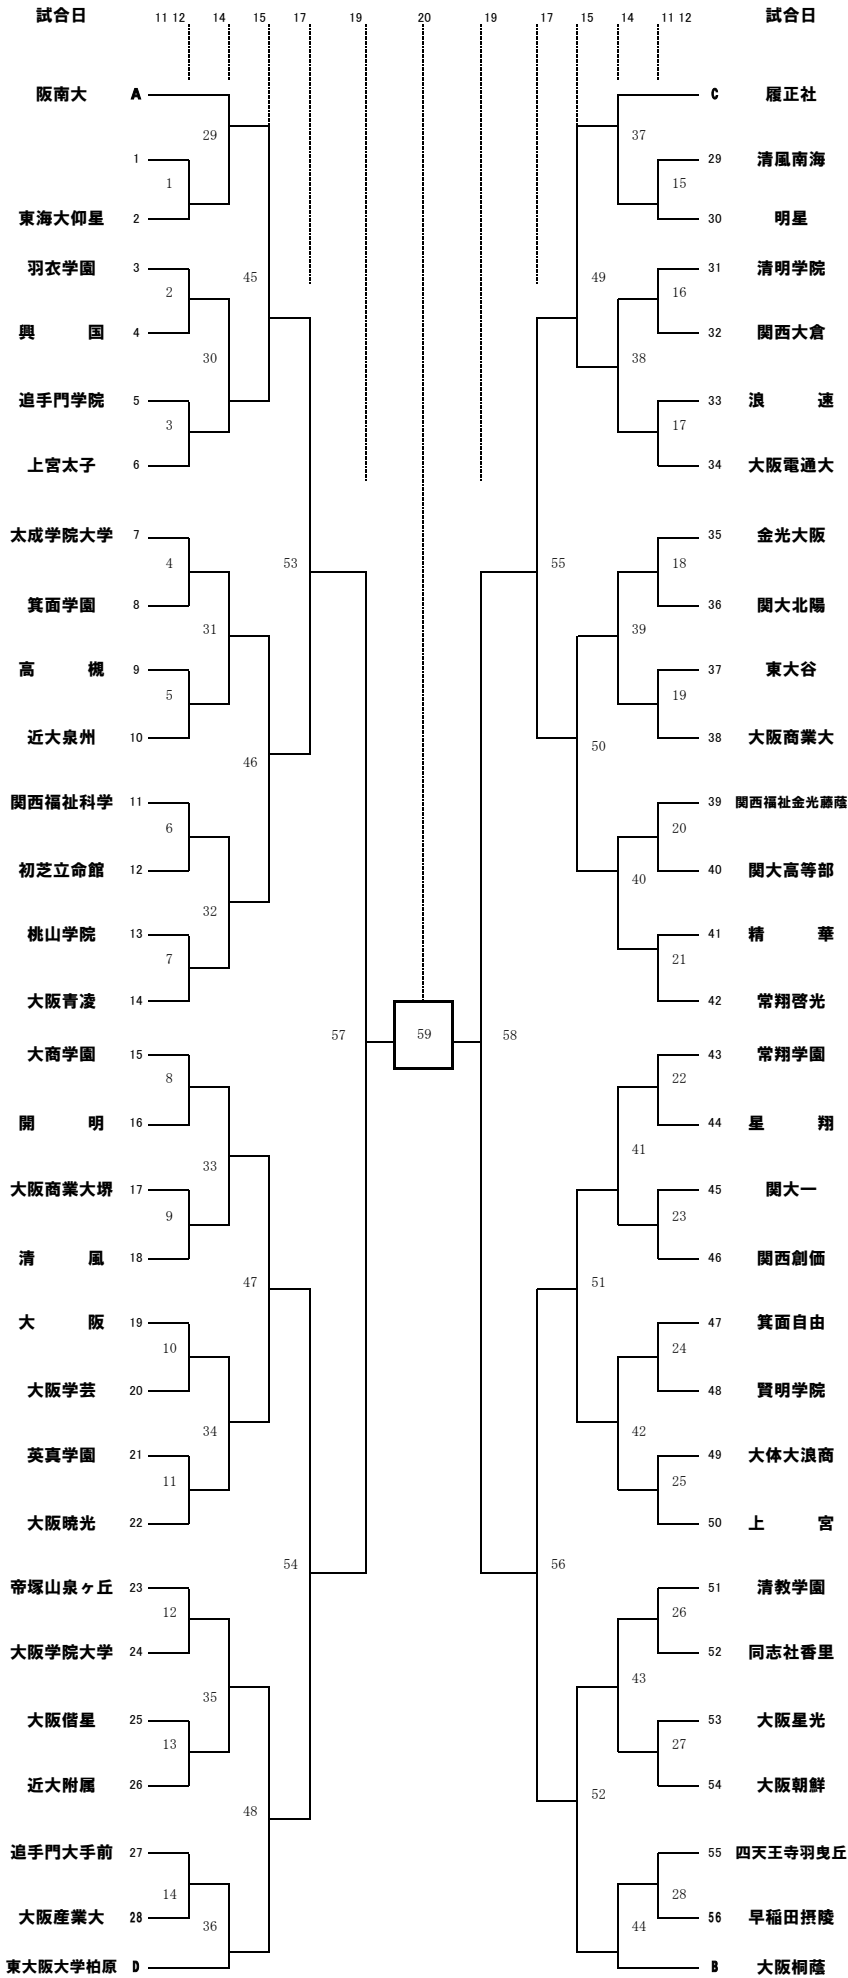 試合日 11 12 14 15 17 19 20 19 17 15 14 11 12 試合日
阪南大 A C 履正社
29 37
1 29 清風南海
1 15
東海大仰星 2 30 明星
羽衣学園 3 31 清明学院
45 49
2 16
興 国 4 32 関西大倉
30 38
追手門学院 5 33 浪 速
3 17
上宮太子 6 34 大阪電通大
太成学院大学 7 35 金光大阪
4 53 55 18
箕面学園 8 36 関大北陽
31 39
高 槻 9 37 東大谷
5 19
近大泉州 10 38 大阪商業大
50
46
関西福祉科学 11 39 関西福祉金光藤蔭
6 20
初芝立命館 12 40 関大高等部
40
32
桃山学院 13 41 精 華
7 21
大阪青凌 14 42 常翔啓光
57 59 58
大商学園 15 43 常翔学園
8 22
開 明 16 44 星 翔
41
33
大阪商業大堺 17 45 関大一
9 23
清 風 18 46 関西創価
47 51
大 阪 19 47 箕面自由
10 24
大阪学芸 20 48 賢明学院
34 42
英真学園 21 49 大体大浪商
11 25
大阪暁光 22 50 上 宮
54 56
帝塚山泉ヶ丘 23 51 清教学園
12 26
大阪学院大学 24 52 同志社香里
43
35
大阪偕星 25 53 大阪星光
13 27
近大附属 26 54 大阪朝鮮
52
48
追手門大手前 27 55 四天王寺羽曳丘
14 28
大阪産業大 28 56 早稲田摂陵
36 44
東大阪大学柏原 D B 大阪桐蔭